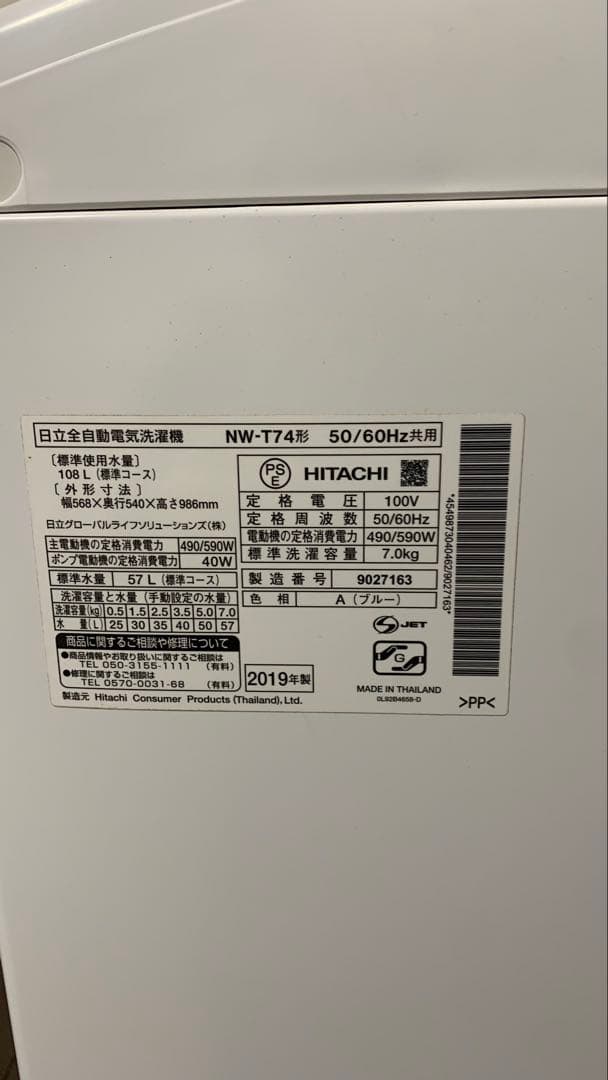 日立全自動電気洗濯機 NW-T74形 50/60Hz共用
〔標準使用水量〕
108 L (標準コース)
〔外形寸法〕
幅568×奥行540×高さ986mm
日立グローバルライフソリューションズ(株)
主電動機の定格消費電力 490/590W
ポンプ電動機の定格消費電力 40W
標準水量 57 L (標準コース)
洗濯容量と水量 (手動設定の水量)
洗濯容量(kg) 0.5 1.5 2.5 3.5 5.0 7.0
水量(L) 25 30 35 40 50 57
商品に関するご相談や修理について
●商品情報やお取り扱いに関するご相談は
TEL 050-3155-1111 (有料)
●修理に関するご相談は
TEL 0570-0031-68 (有料)
製造元 Hitachi Consumer Products (Thailand), Ltd.
PS
E
HITACHI
定格電圧 100V
定格周波数 50/60Hz
電動機の定格消費電力 490/590W
標準洗濯容量 7.0kg
製造番号 9027163
色相 A (ブルー)
S JET
G
2019年製
MADE IN THAILAND
0L92B4658-D
>PP<
*4549873040462/9027163*